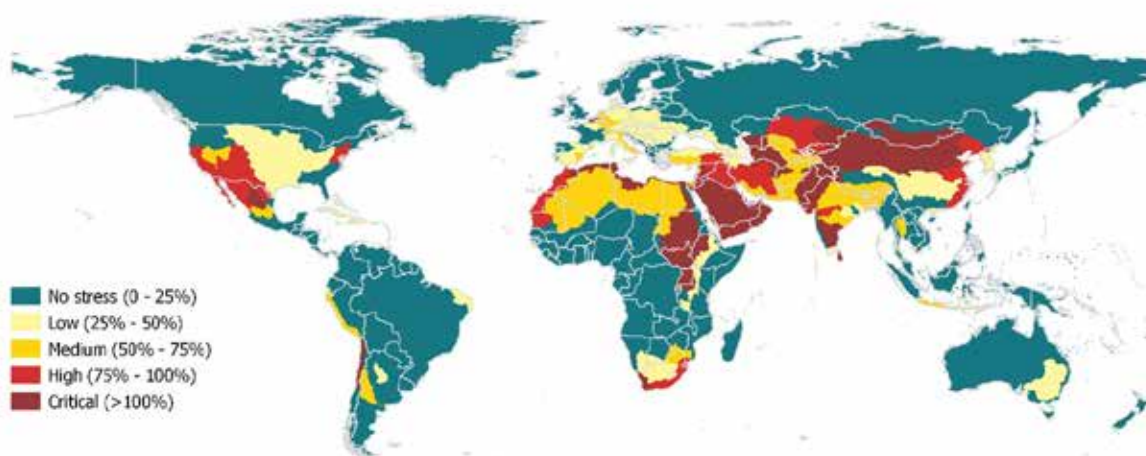 No stress (0 - 25%)
Low (25% - 50%)
Medium (50% - 75%)
High (75% - 100%)
Critical (>100%)